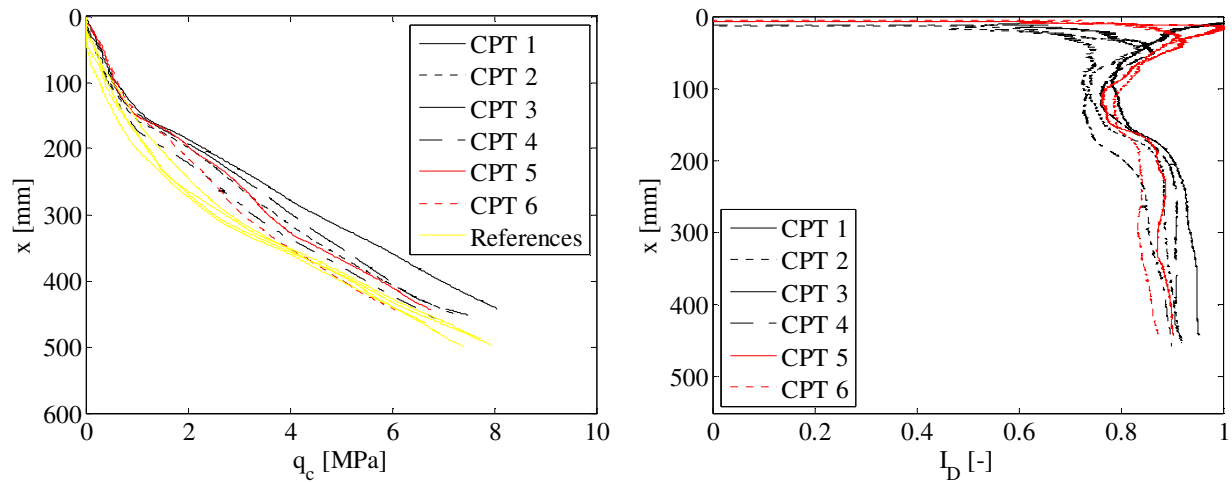 0
100
200
300
400
500
600
0
2
4
6
8
10
x [mm]
q_c [MPa]
CPT 1
CPT 2
CPT 3
CPT 4
CPT 5
CPT 6
References
0
100
200
300
400
500
0
0.2
0.4
0.6
0.8
1
x [mm]
I_D [-]
CPT 1
CPT 2
CPT 3
CPT 4
CPT 5
CPT 6